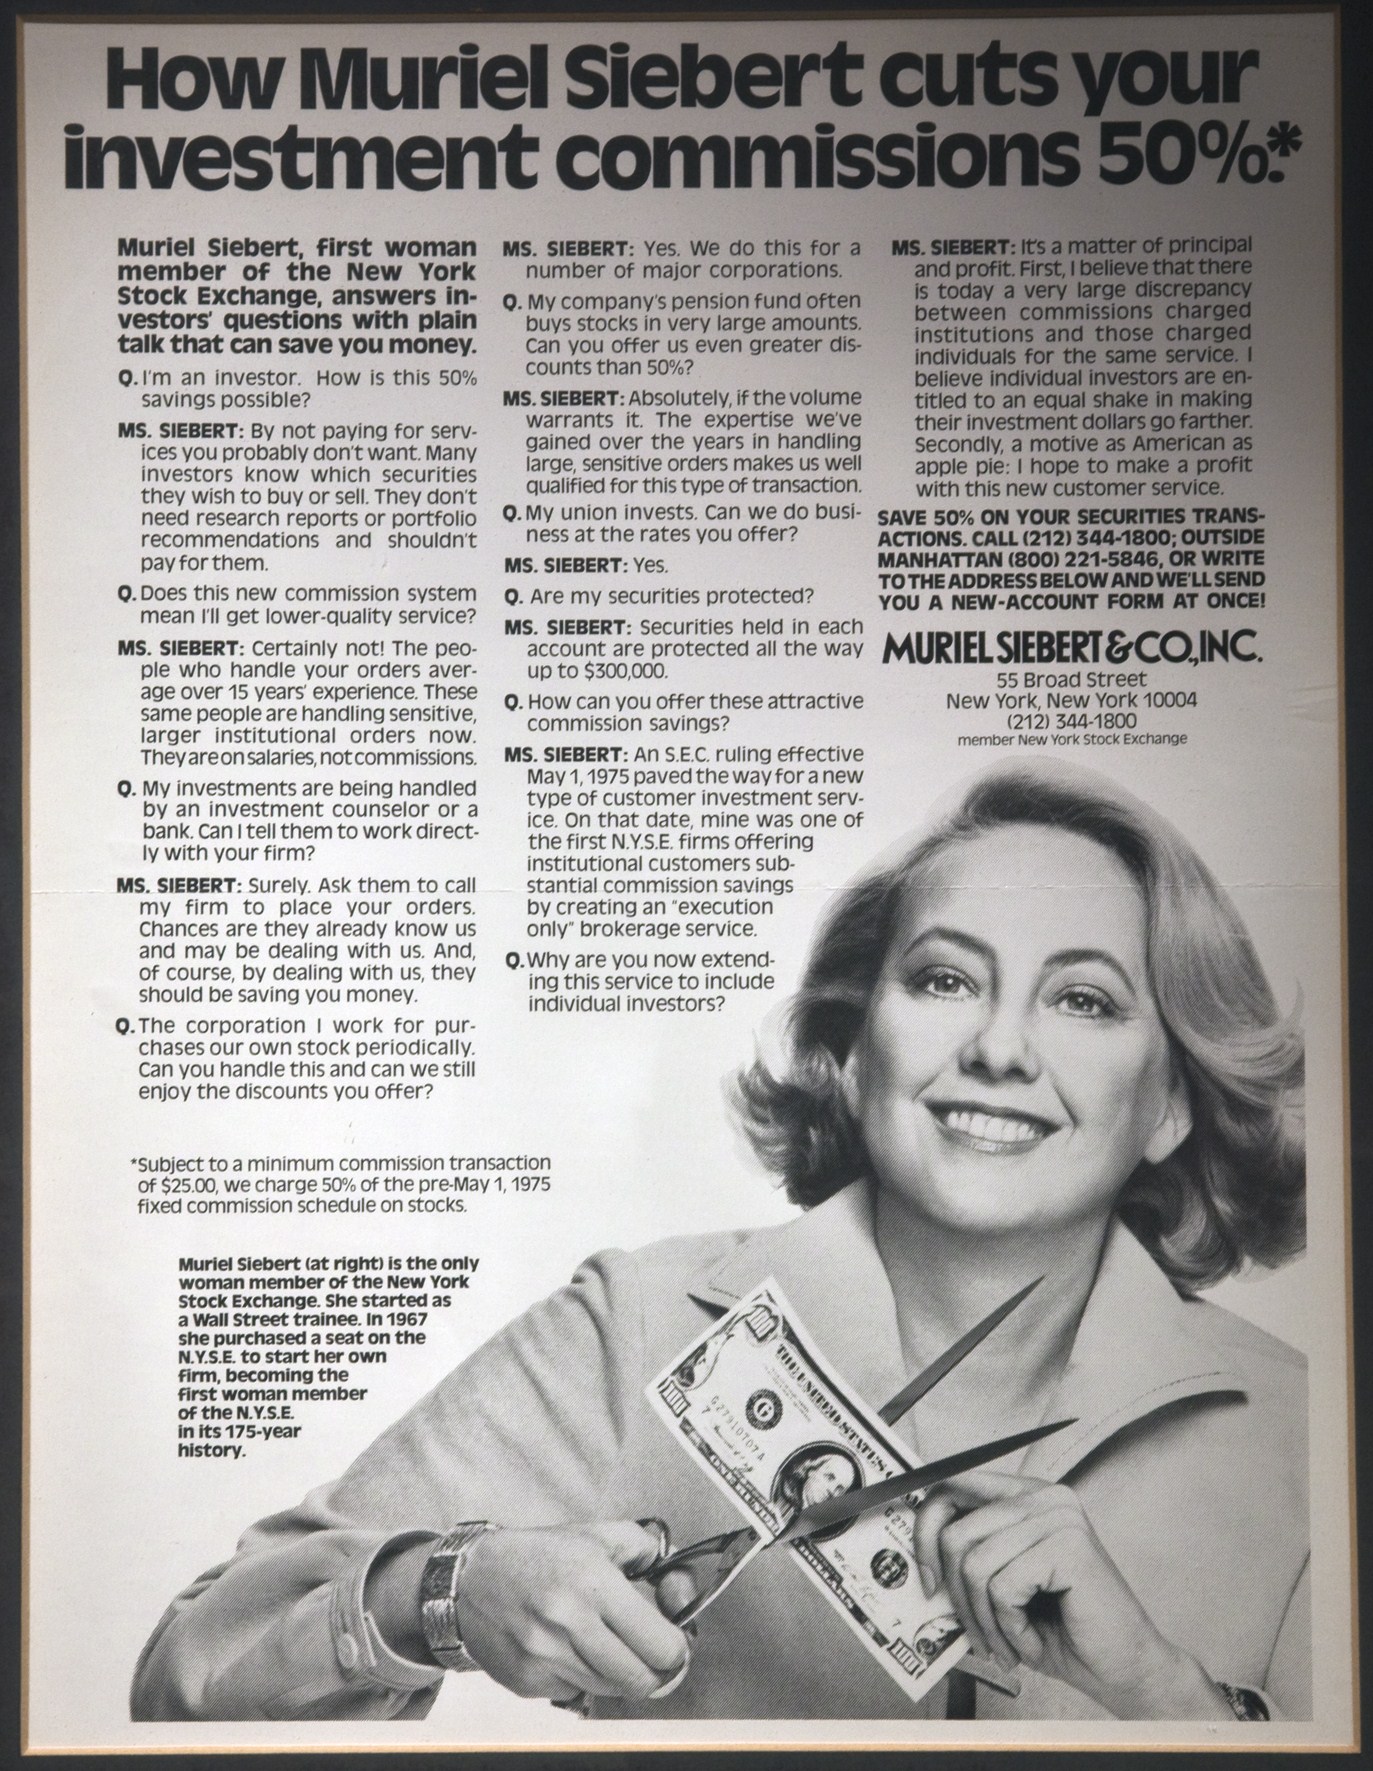 How Muriel Siebert cuts your
investment commissions 50%.*
Muriel Siebert, first woman
member of the New York
Stock Exchange, answers in-
vestors' questions with plain
talk that can save you money.
Q. I'm an investor. How is this 50%
savings possible?
MS. SIEBERT: By not paying for serv-
ices you probably don't want. Many
investors know which securities
they wish to buy or sell. They don't
need research reports or portfolio
recommendations and shouldn't
pay for them.
Q. Does this new commission system
mean I'll get lower-quality service?
MS. SIEBERT: Certainly not! The peo-
ple who handle your orders aver-
age over 15 years' experience. These
same people are handling sensitive,
larger institutional orders now.
They are on salaries, not commissions.
Q. My investments are being handled
by an investment counselor or a
bank. Can I tell them to work direct-
ly with your firm?
MS. SIEBERT: Surely. Ask them to call
my firm to place your orders.
Chances are they already know us
and may be dealing with us. And,
of course, by dealing with us, they
should be saving you money.
Q. The corporation I work for pur-
chases our own stock periodically.
Can you handle this and can we still
enjoy the discounts you offer?
MS. SIEBERT: Yes. We do this for a
number of major corporations.
Q. My company's pension fund often
buys stocks in very large amounts.
Can you offer us even greater dis-
counts than 50%?
MS. SIEBERT: Absolutely, if the volume
warrants it. The expertise we've
gained over the years in handling
large, sensitive orders makes us well
qualified for this type of transaction.
Q. My union invests. Can we do busi-
ness at the rates you offer?
MS. SIEBERT: Yes.
Q. Are my securities protected?
MS. SIEBERT: Securities held in each
account are protected all the way
up to $300,000.
Q. How can you offer these attractive
commission savings?
MS. SIEBERT: An S.E.C. ruling effective
May 1, 1975 paved the way for a new
type of customer investment serv-
ice. On that date, mine was one of
the first N.Y.S.E. firms offering
institutional customers sub-
stantial commission savings
by creating an "execution
only" brokerage service.
Q. Why are you now extend-
ing this service to include
individual investors?
MS. SIEBERT: It's a matter of principal
and profit. First, I believe that there
is today a very large discrepancy
between commissions charged
institutions and those charged
individuals for the same service. I
believe individual investors are en-
titled to an equal shake in making
their investment dollars go farther.
Secondly, a motive as American as
apple pie: I hope to make a profit
with this new customer service.
SAVE 50% ON YOUR SECURITIES TRANS-
ACTIONS. CALL (212) 344-1800; OUTSIDE
MANHATTAN (800) 221-5846, OR WRITE
TO THE ADDRESS BELOW AND WE'LL SEND
YOU A NEW-ACCOUNT FORM AT ONCE!
MURIEL SIEBERT & CO., INC.
55 Broad Street
New York, New York 10004
(212) 344-1800
member New York Stock Exchange
*Subject to a minimum commission transaction
of $25.00, we charge 50% of the pre-May 1, 1975
fixed commission schedule on stocks.
Muriel Siebert (at right) is the only
woman member of the New York
Stock Exchange. She started as
a Wall Street trainee. In 1967
she purchased a seat on the
N.Y.S.E. to start her own
firm, becoming the
first woman member
of the N.Y.S.E.
in its 175-year
history.
100
THE UNITED STATES
G27910707A
7
G
100
G279
7
DOLLARS
100